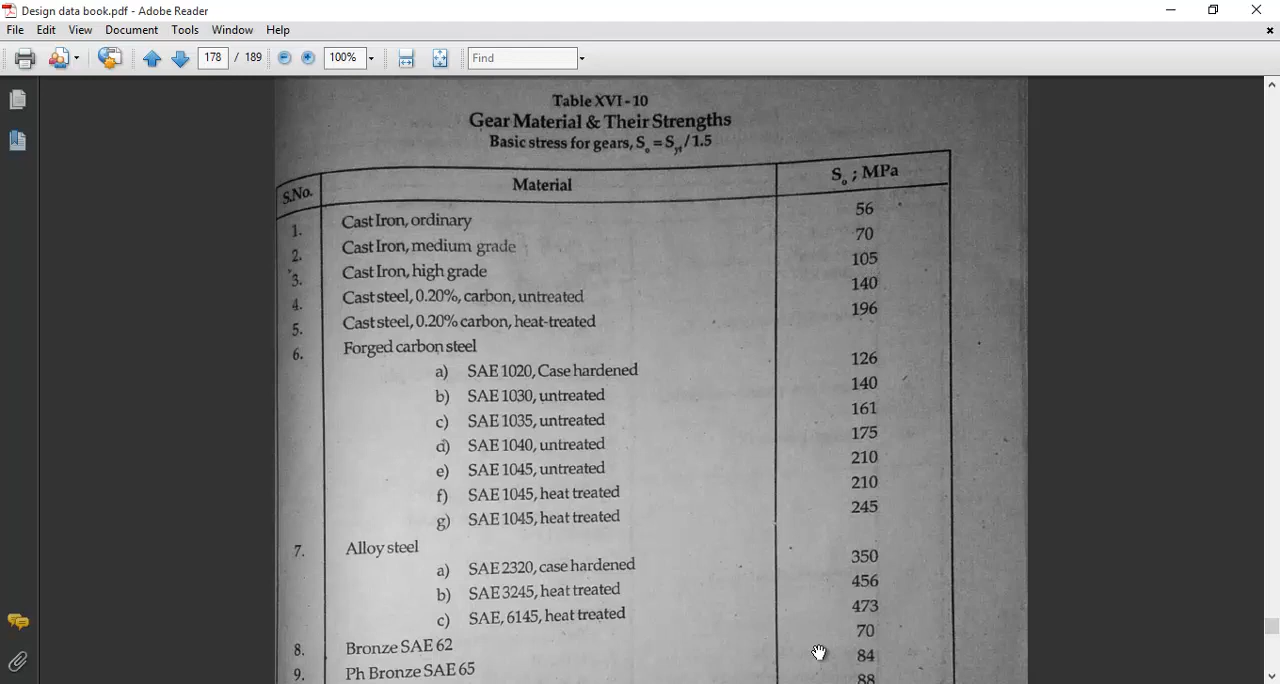 Design data book.pdf - Adobe Reader
File Edit View Document Tools Window Help
178 / 189 100% Find
Table XVI-10
Gear Material & Their Strengths
Basic stress for gears, So = Syt/1.5
S.No. Material So ; MPa
1. Cast Iron, ordinary 56
2. Cast Iron, medium grade 70
3. Cast Iron, high grade 105
4. Cast steel, 0.20%, carbon, untreated 140
5. Cast steel, 0.20% carbon, heat-treated 196
6. Forged carbon steel
a) SAE 1020, Case hardened 126
b) SAE 1030, untreated 140
c) SAE 1035, untreated 161
d) SAE 1040, untreated 175
e) SAE 1045, untreated 210
f) SAE 1045, heat treated 210
g) SAE 1045, heat treated 245
7. Alloy steel
a) SAE 2320, case hardened 350
b) SAE 3245, heat treated 456
c) SAE, 6145, heat treated 473
8. Bronze SAE 62 70
9. Ph Bronze SAE 65 84
88